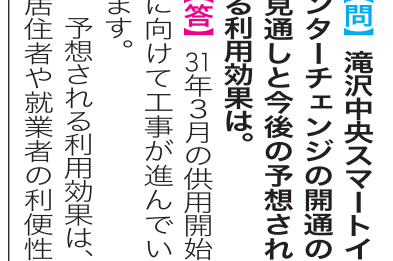 【問】 滝沢中央スマートイ
ンターチェンジの開通の
見通しと今後の予想され
る利用効果は。
【答】 31年３月の供用開始
に向けて工事が進んでい
ます。
予想される利用効果は、
居住者や就業者の利便性